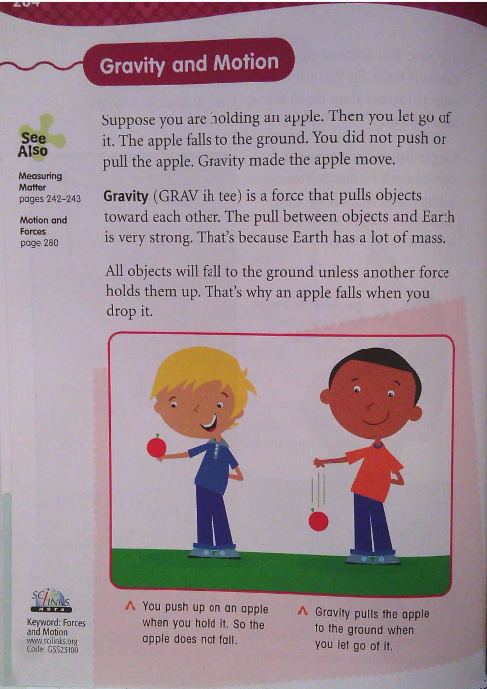 284
Gravity and Motion
Suppose you are holding an apple. Then you let go of
it. The apple falls to the ground. You did not push or
pull the apple. Gravity made the apple move.
See
Also
Measuring
Matter
pages 242–243
Motion and
Forces
page 280
Gravity (GRAV ih tee) is a force that pulls objects
toward each other. The pull between objects and Earth
is very strong. That's because Earth has a lot of mass.
All objects will fall to the ground unless another force
holds them up. That's why an apple falls when you
drop it.
You push up on an apple
when you hold it. So the
apple does not fall.
Gravity pulls the apple
to the ground when
you let go of it.
SCiLINKS
NSTA
Keyword: Forces
and Motion
www.scilinks.org
Code: GSS23100